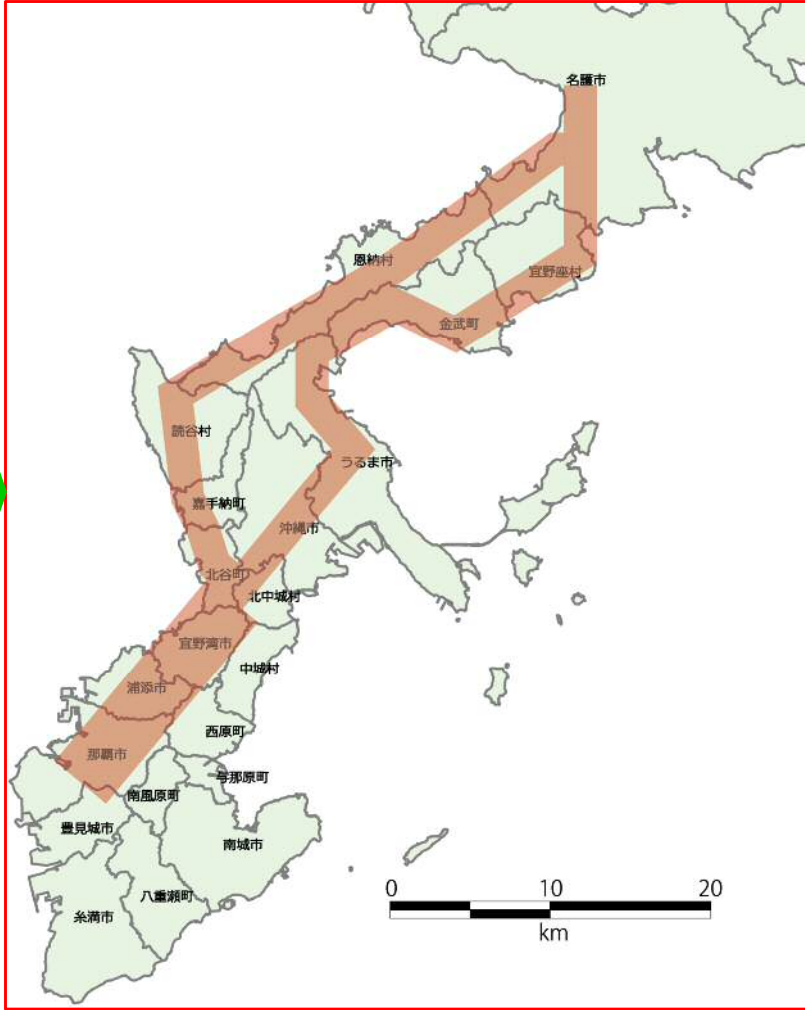 名護市
恩納村
宜野座村
金武町
読谷村
うるま市
嘉手納町
沖縄市
北谷町
北中城村
宜野湾市
中城村
浦添市
西原町
那覇市
与那原町
南風原町
豊見城市
南城市
八重瀬町
糸満市
0 10 20
km